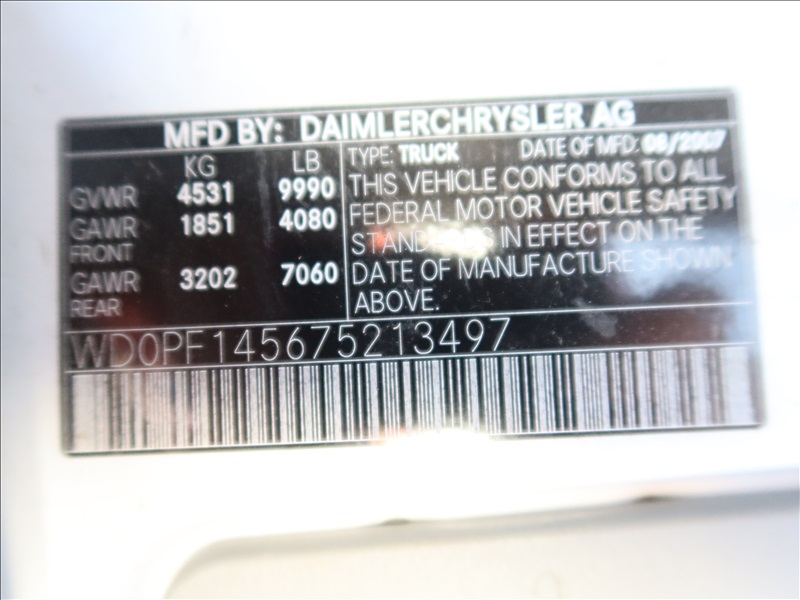 MFD BY: DAIMLERCHRYSLER AG
KG LB
GVWR 4531 9990
GAWR 1851 4080
FRONT
GAWR 3202 7060
REAR
TYPE: TRUCK DATE OF MFD: 08/2007
THIS VEHICLE CONFORMS TO ALL
FEDERAL MOTOR VEHICLE SAFETY
STANDARDS IN EFFECT ON THE
DATE OF MANUFACTURE SHOWN
ABOVE.
WD0PF145675213497